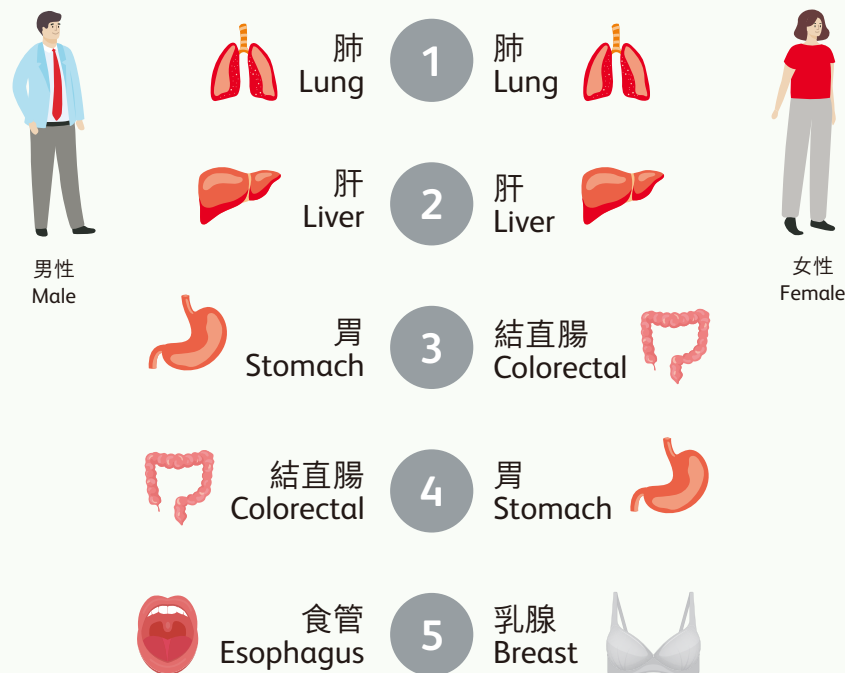 肺
Lung
1
肺
Lung
肝
Liver
2
肝
Liver
男性
Male
女性
Female
胃
Stomach
3
結直腸
Colorectal
結直腸
Colorectal
4
胃
Stomach
食管
Esophagus
5
乳腺
Breast